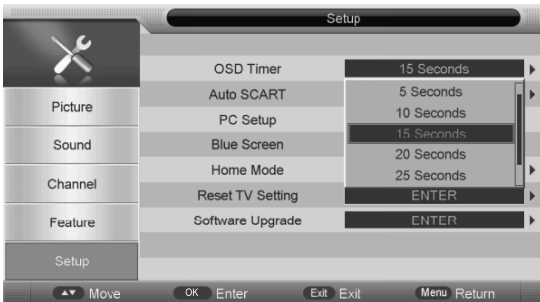 Setup
OSD Timer 15 Seconds
Auto SCART 5 Seconds
Picture
10 Seconds
PC Setup
15 Seconds
Sound
Blue Screen
20 Seconds
Home Mode 25 Seconds
Channel
Reset TV Setting ENTER
Feature Software Upgrade ENTER
Setup
Move OK Enter Exit Exit Menu Return